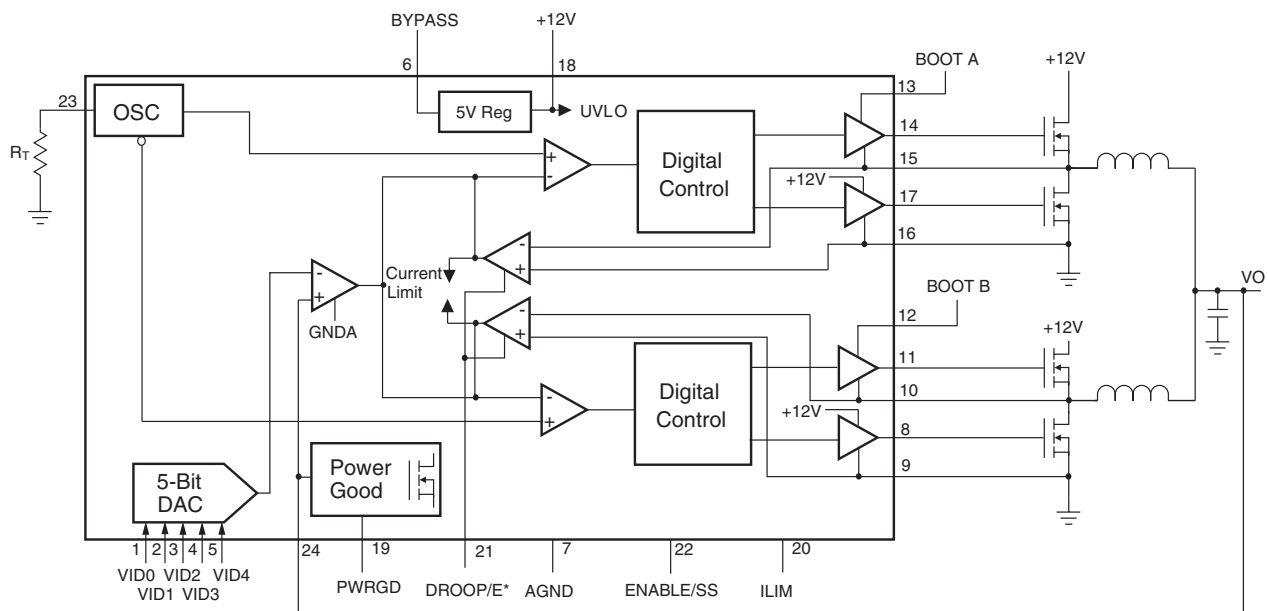 BYPASS
+12V
6
18
BOOT A
+12V
13
23
OSC
5V Reg
UVLO
14
RT
+
-
Digital
Control
15
+12V
17
16
-
+
Current
Limit
-
+
GNDA
-
+
BOOT B
VO
12
+12V
11
-
+
Digital
Control
10
+12V
8
9
5-Bit
DAC
Power
Good
1 2 3 4 5
24
19
21
7
22
20
VID0 VID2 VID4
VID1 VID3
PWRGD
DROOP/E*
AGND
ENABLE/SS
ILIM